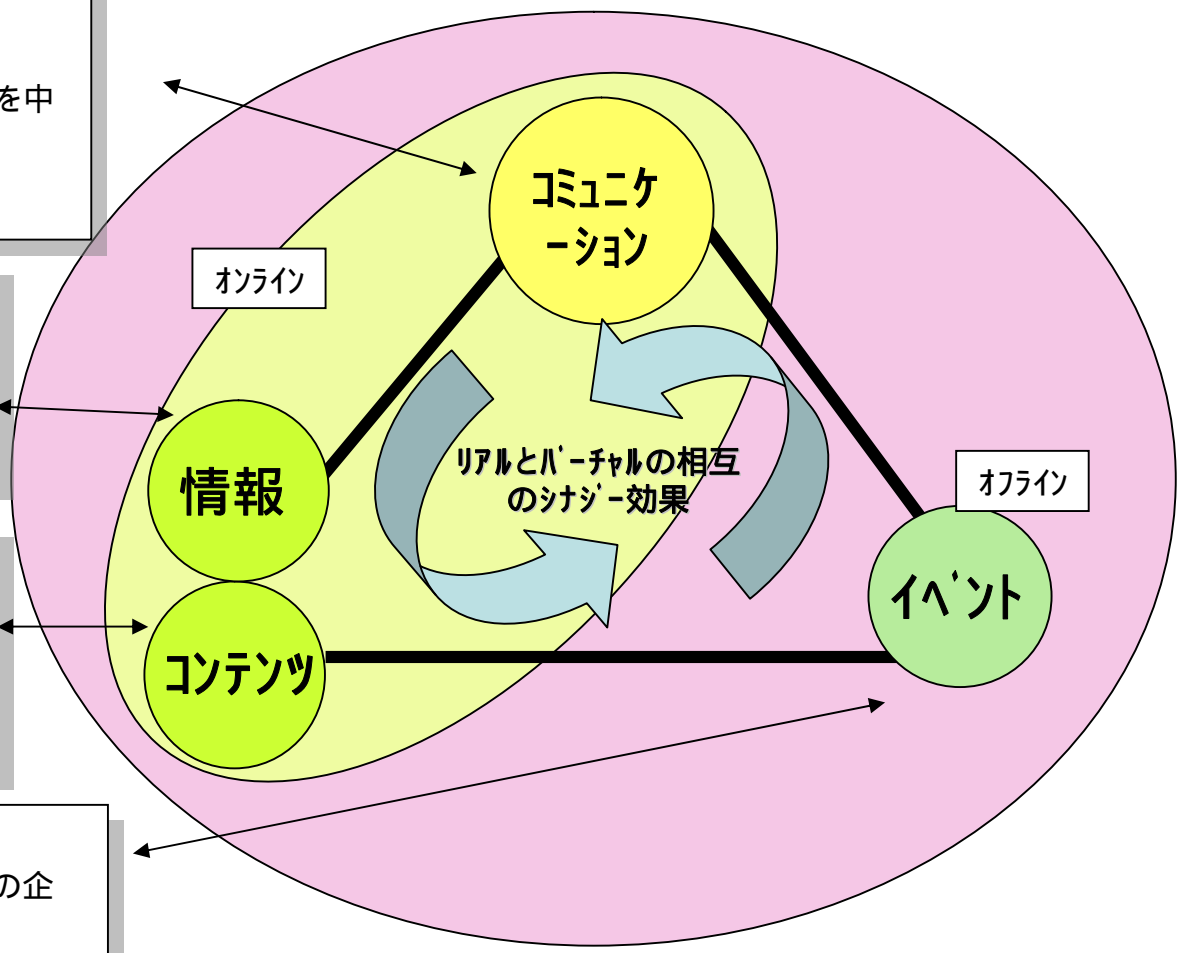 を中
コミュニケ
ーション
オンライン
情報
リアルとバーチャルの相互
のシナジー効果
オフライン
イベント
コンテンツ
の企